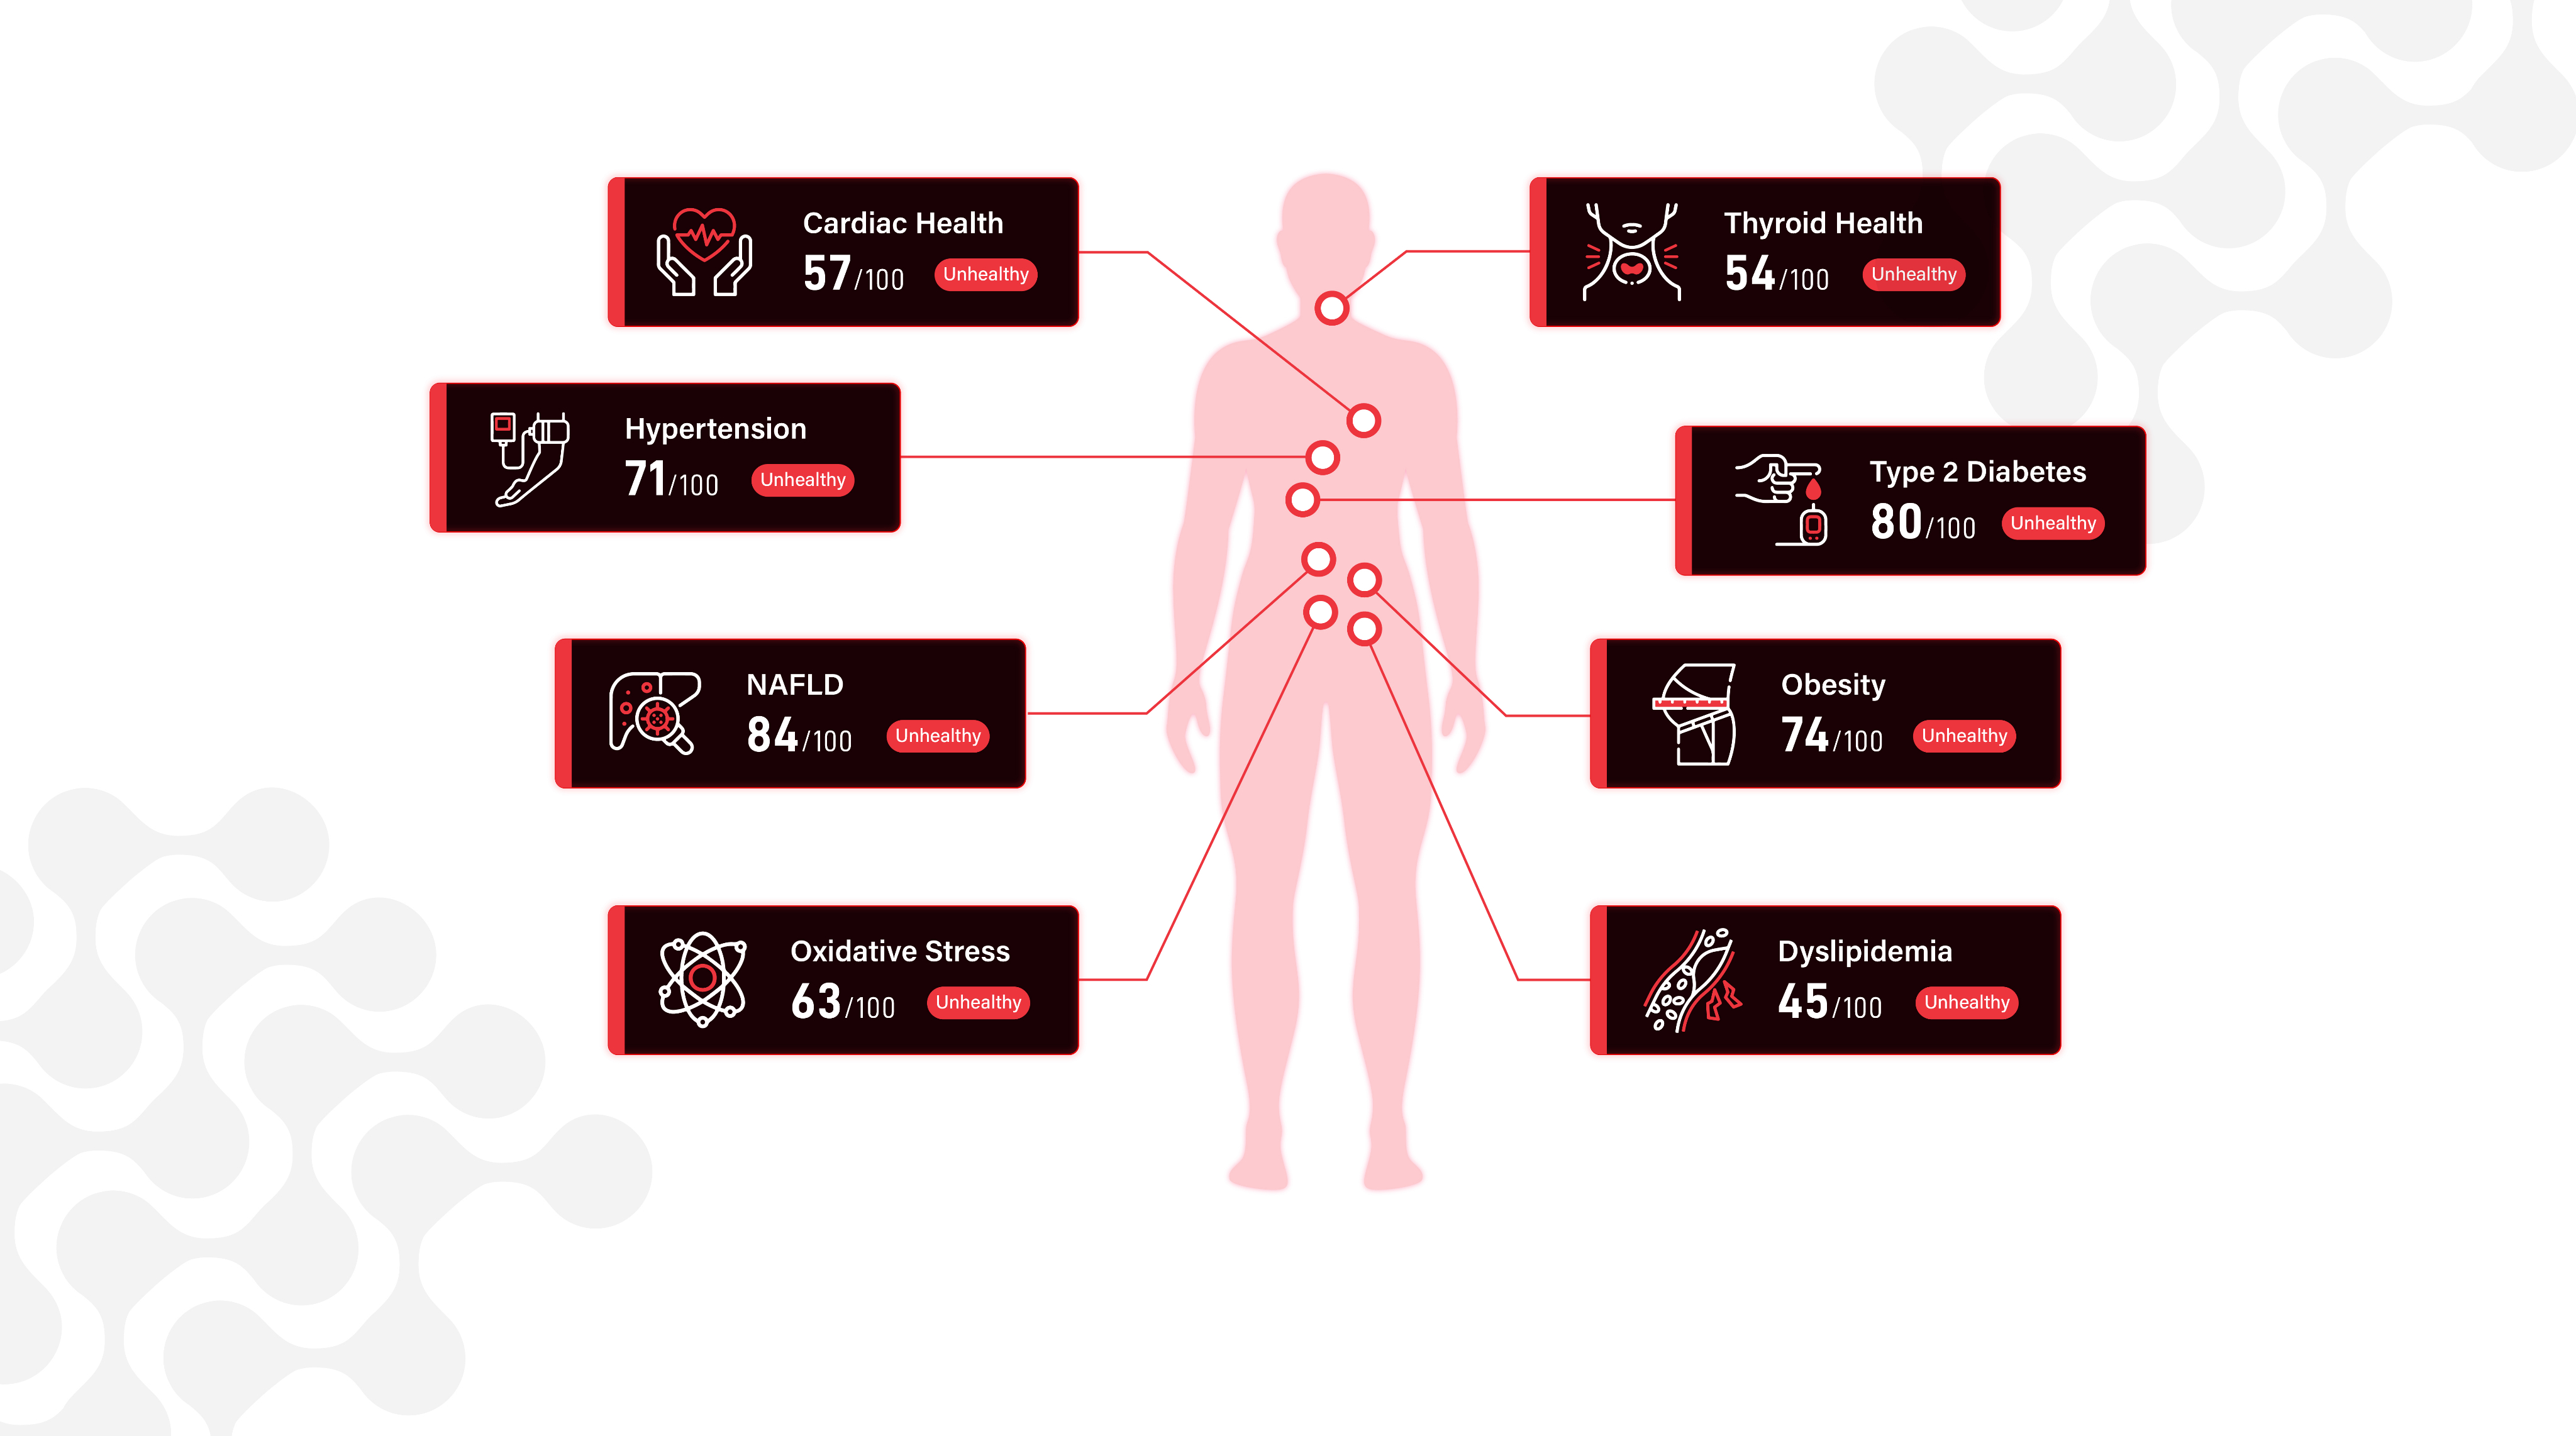 Cardiac Health
57/100 Unhealthy
Thyroid Health
54/100 Unhealthy
Hypertension
71/100 Unhealthy
Type 2 Diabetes
80/100 Unhealthy
NAFLD
84/100 Unhealthy
Obesity
74/100 Unhealthy
Oxidative Stress
63/100 Unhealthy
Dyslipidemia
45/100 Unhealthy